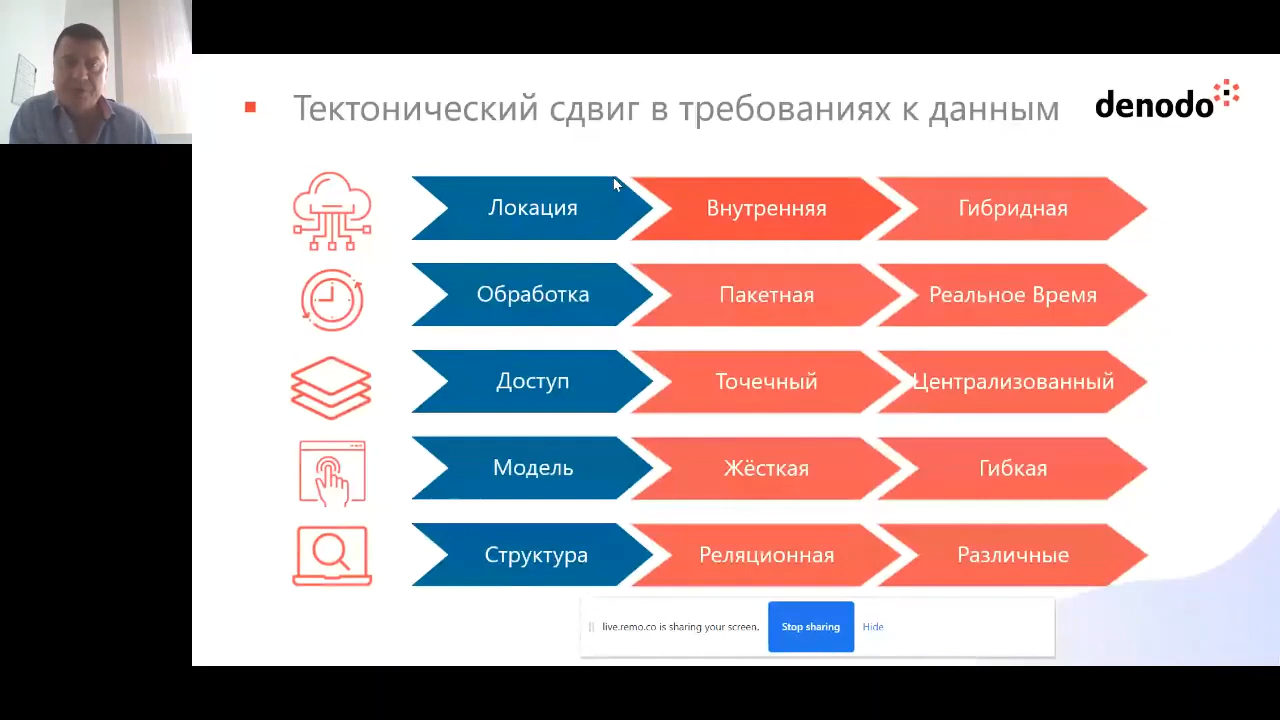 Тектонический сдвиг в требованиях к данным
denodo
Локация
Внутренняя
Гибридная
Обработка
Пакетная
Реальное Время
Доступ
Точечный
Централизованный
Модель
Жёсткая
Гибкая
Структура
Реляционная
Различные
live.remo.co is sharing your screen.
Stop sharing
Hide